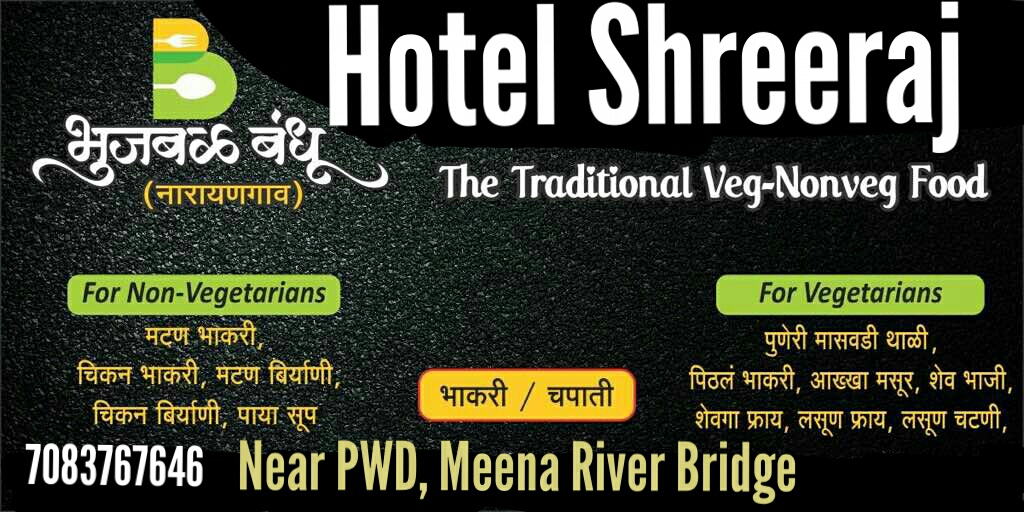 Hotel Shreeraj
भुजबळ बंधू
(नारायणगाव)
The Traditional Veg-Nonveg Food
For Non-Vegetarians
मटण भाकरी,
चिकन भाकरी, मटण बिर्याणी,
चिकन बिर्याणी, पाया सूप
भाकरी / चपाती
For Vegetarians
पुणेरी मासवडी थाळी,
पिठलं भाकरी, आख्खा मसूर, शेव भाजी,
शेवगा फ्राय, लसूण फ्राय, लसूण चटणी,
7083767646 Near PWD, Meena River Bridge